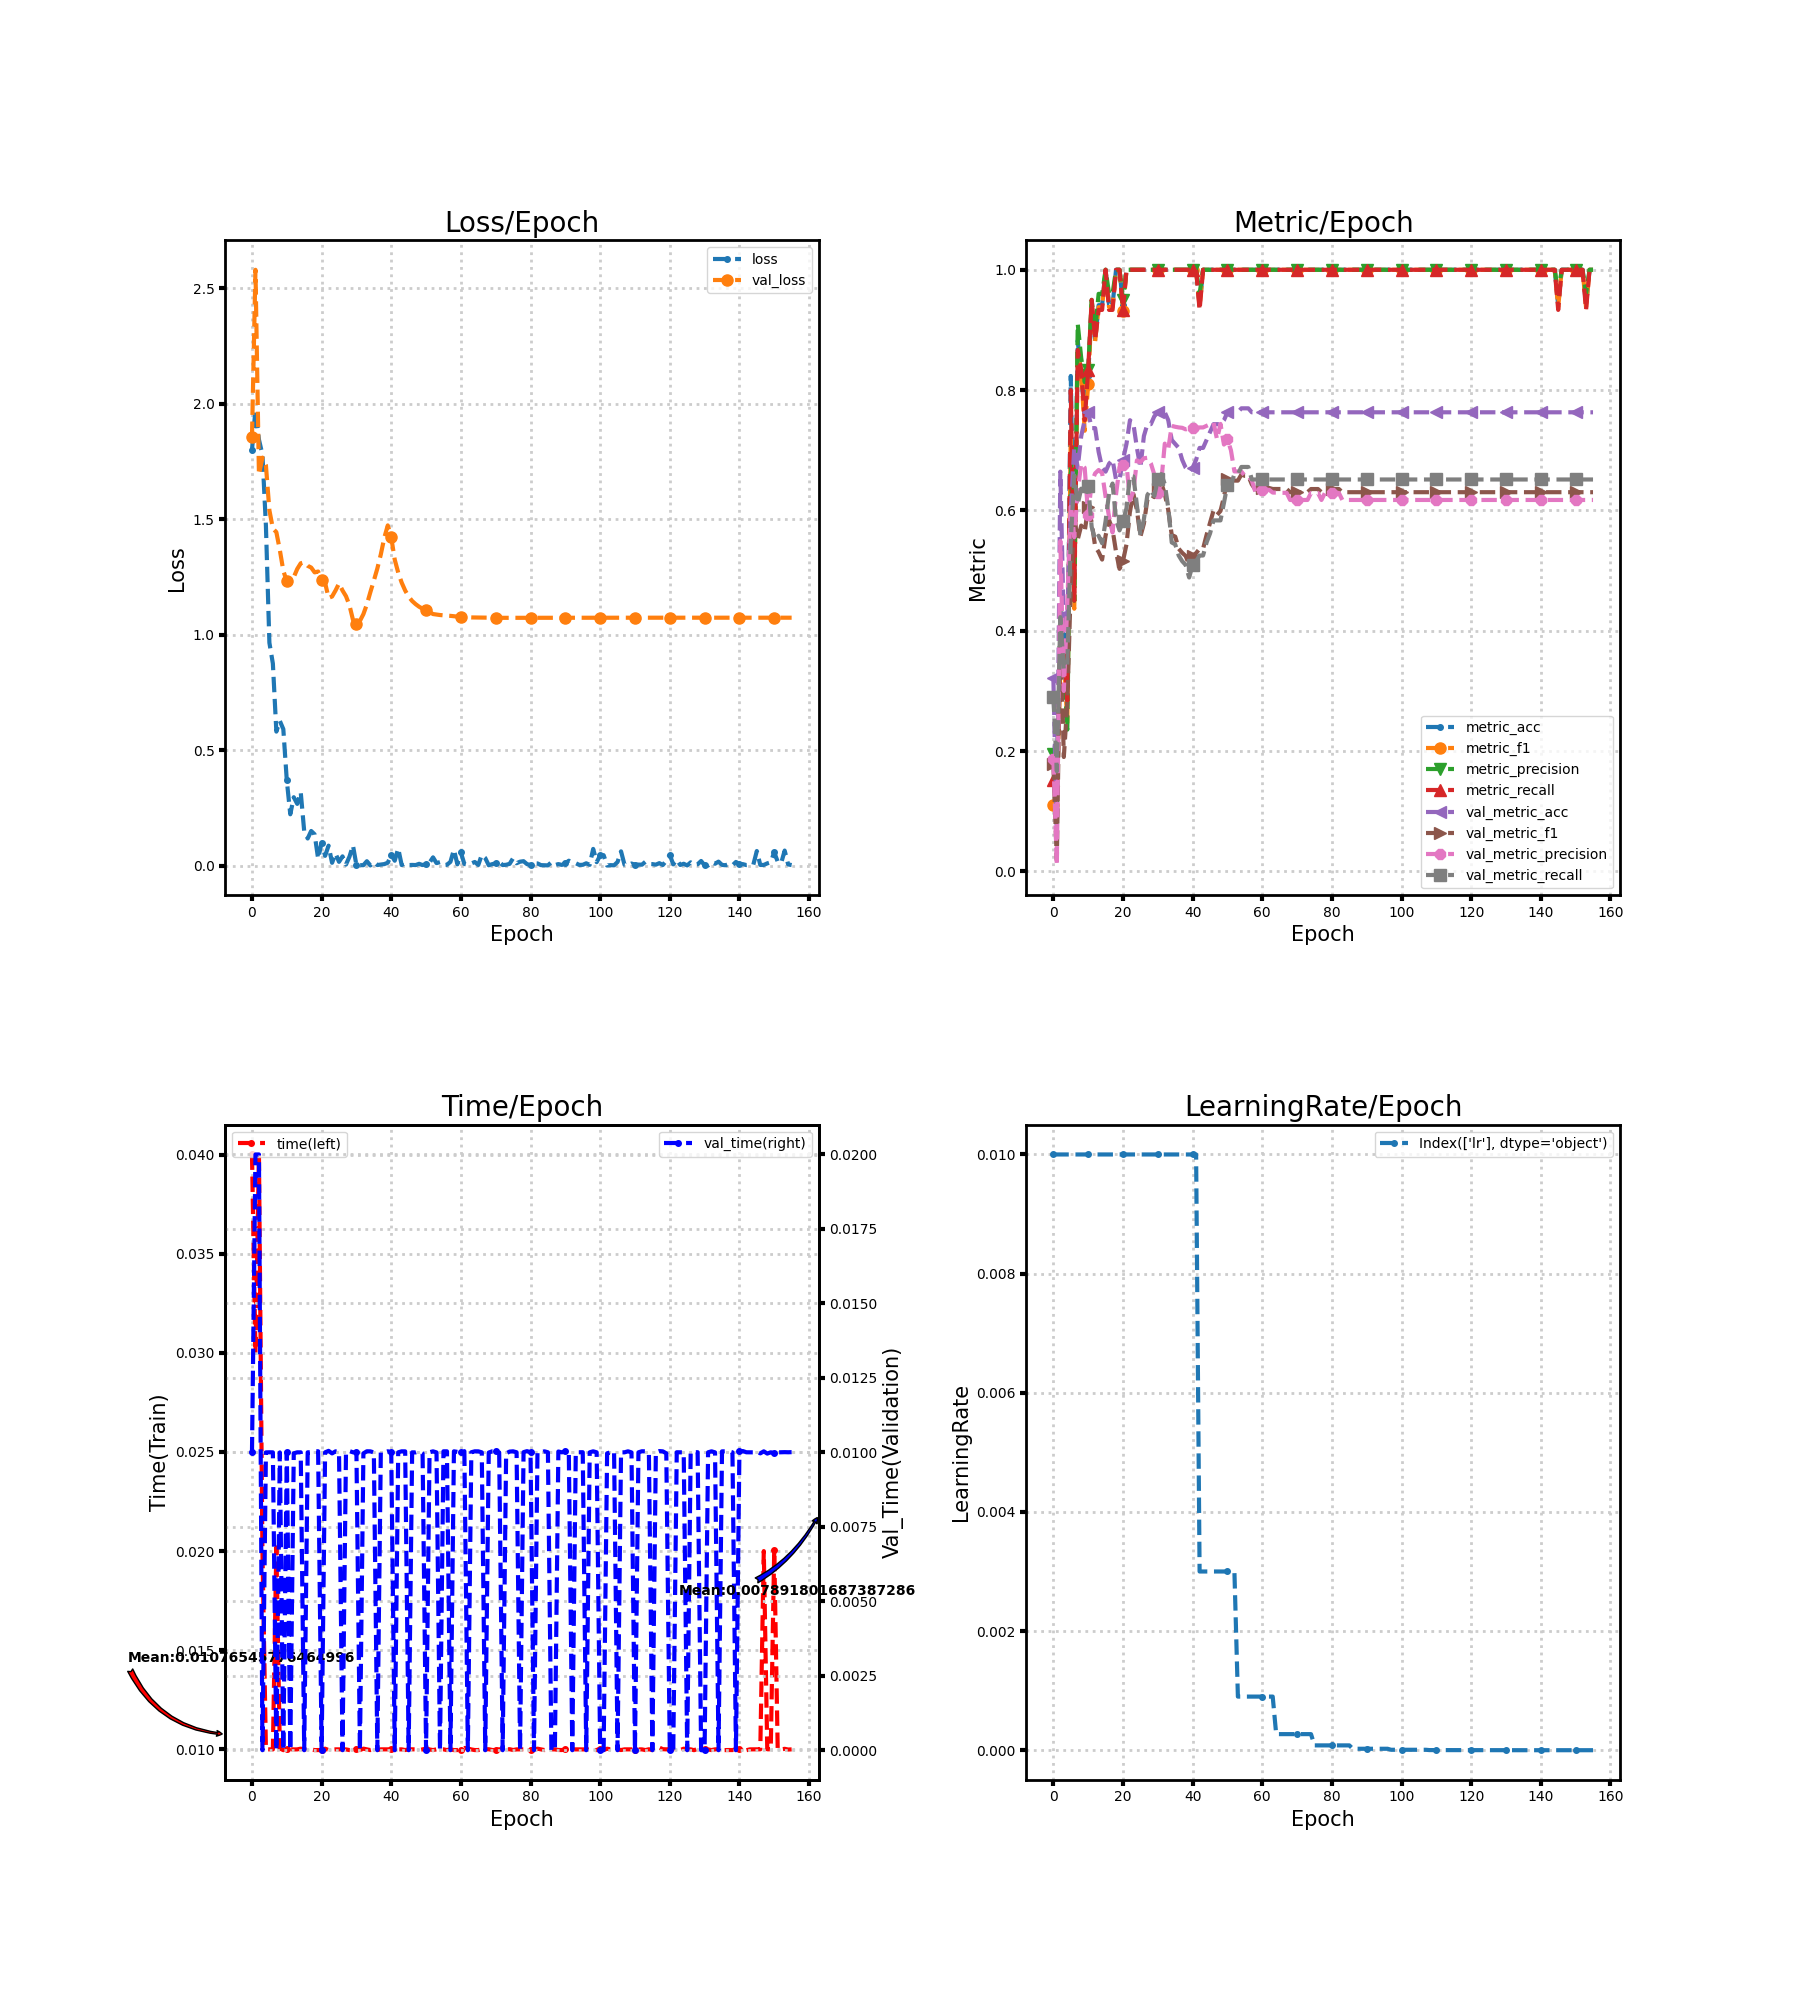 Loss/Epoch
loss
val_loss
2.5
2.0
1.5
1.0
0.5
0.0
Loss
0 20 40 60 80 100 120 140 160
Epoch
Metric/Epoch
1.0
0.8
0.6
0.4
0.2
0.0
Metric
metric_acc
metric_f1
metric_precision
metric_recall
val_metric_acc
val_metric_f1
val_metric_precision
val_metric_recall
0 20 40 60 80 100 120 140 160
Epoch
Time/Epoch
time(left)
val_time(right)
0.040
0.035
0.030
0.025
0.020
0.015
0.010
Time(Train)
0.0200
0.0175
0.0150
0.0125
0.0100
0.0075
0.0050
0.0025
0.0000
Val_Time(Validation)
Mean:0.007891801687387286
0 20 40 60 80 100 120 140 160
Epoch
LearningRate/Epoch
Index(['lr'], dtype='object')
0.010
0.008
0.006
0.004
0.002
0.000
LearningRate
0 20 40 60 80 100 120 140 160
Epoch